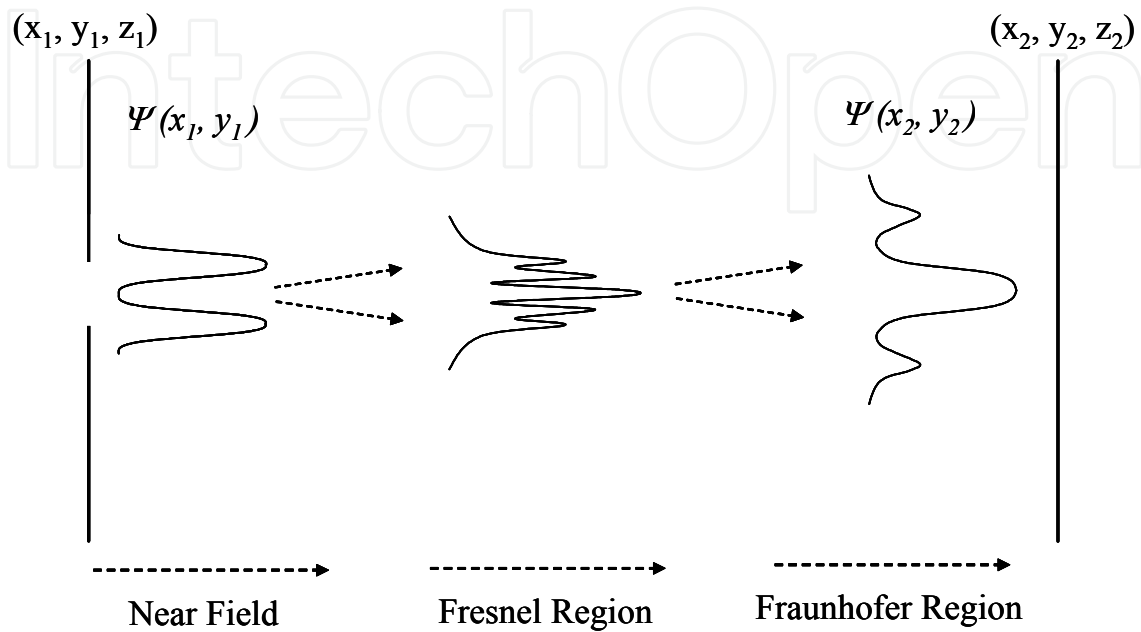 (x₁, y₁, z₁)
(x₂, y₂, z₂)
IntechOpen
Ψ(x₁, y₁)
Ψ(x₂, y₂)
Near Field
Fresnel Region
Fraunhofer Region